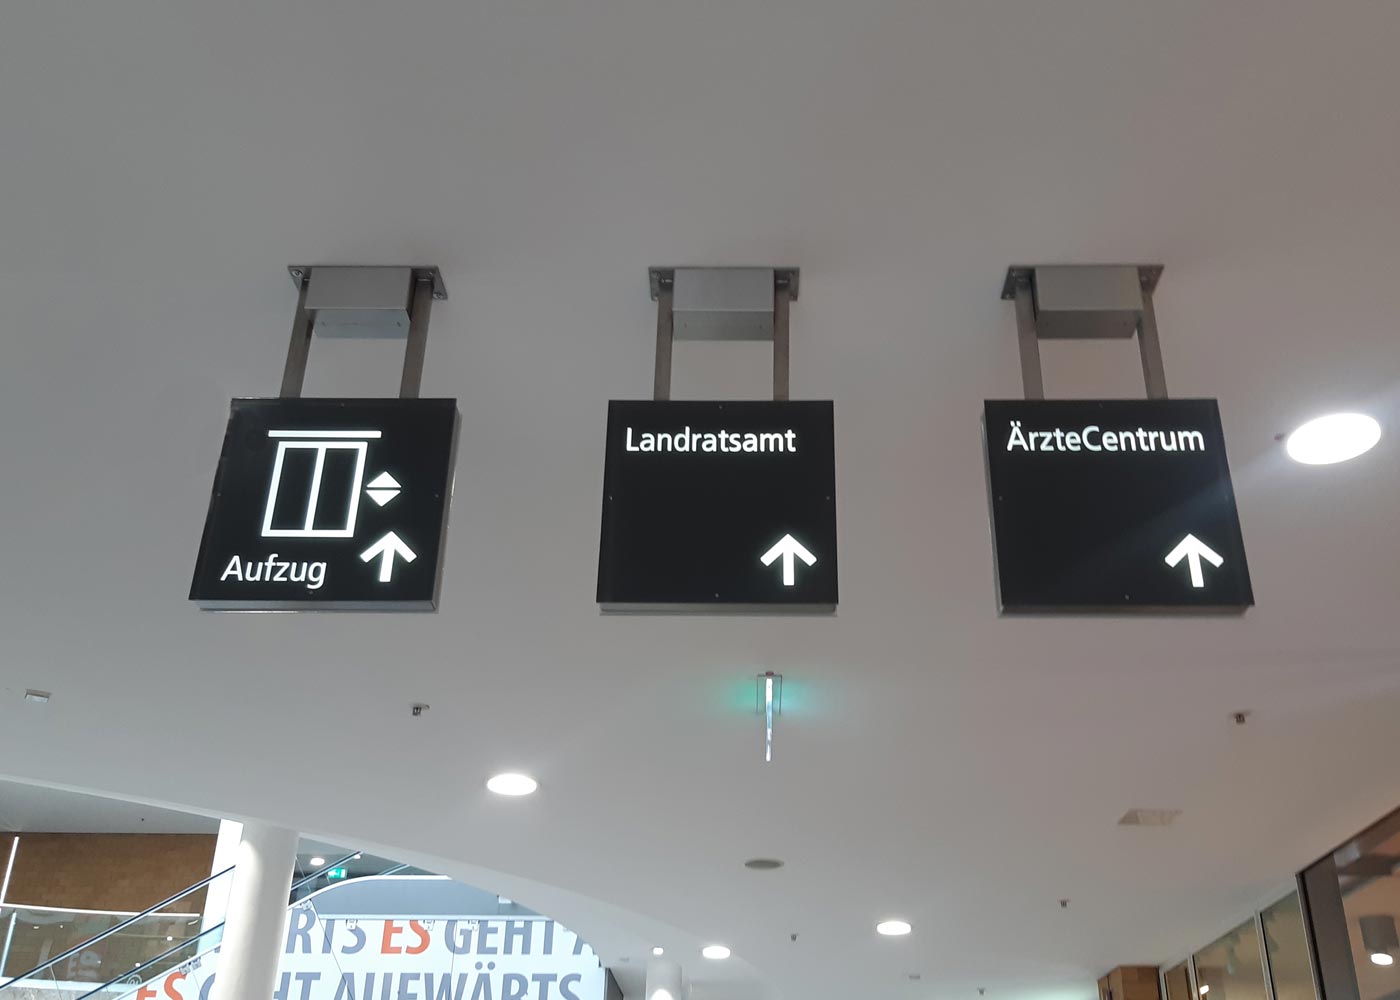 Aufzug
Landratsamt
ÄrzteCentrum
ES GEHT
ES GEHT AUFWÄRTS